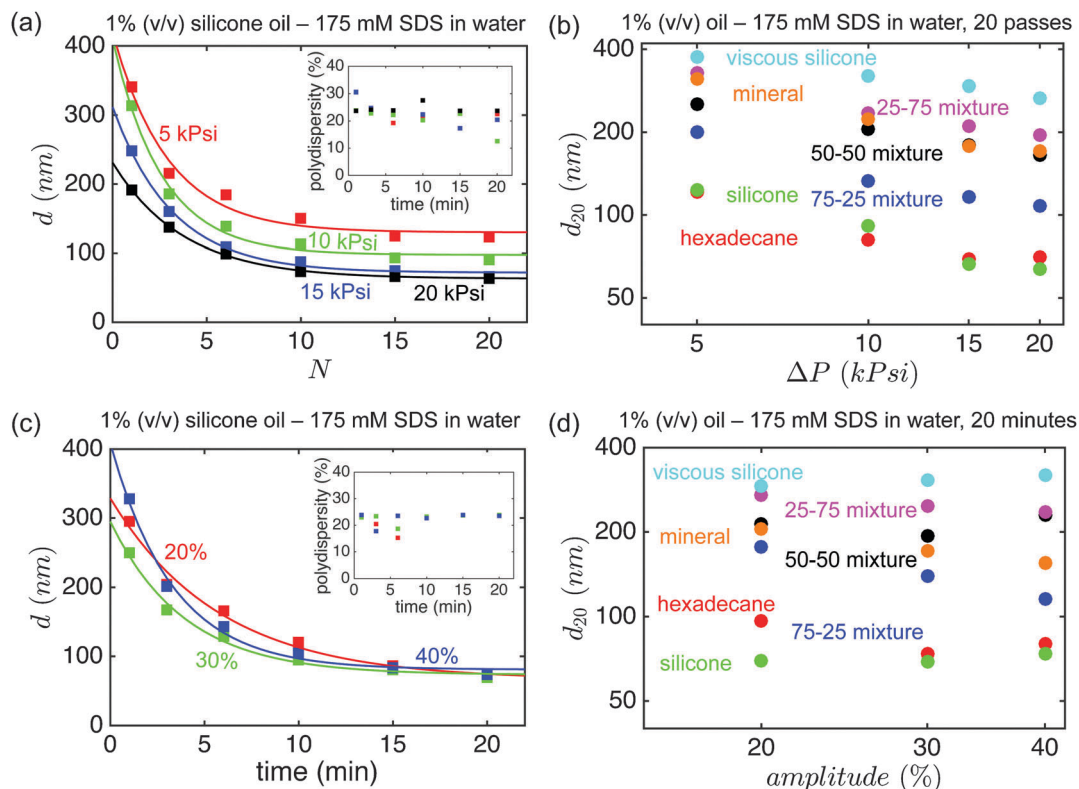 (a)
1% (v/v) silicone oil – 175 mM SDS in water
400
300
200
100
0
d (nm)
0
5
10
15
20
N
5 kPsi
10 kPsi
15 kPsi
20 kPsi
polydispersity (%)
40
30
20
10
0
0
5
10
15
20
time (min)
(b)
1% (v/v) oil – 175 mM SDS in water, 20 passes
400
200
100
50
d20 (nm)
viscous silicone
mineral
25-75 mixture
50-50 mixture
silicone
75-25 mixture
hexadecane
5
10
15
20
ΔP (kPsi)
(c)
1% (v/v) silicone oil – 175 mM SDS in water
400
300
200
100
0
d (nm)
20%
30%
40%
0
5
10
15
20
time (min)
polydispersity (%)
40
30
20
10
0
0
5
10
15
20
time (min)
(d)
1% (v/v) oil – 175 mM SDS in water, 20 minutes
400
200
100
50
d20 (nm)
viscous silicone
25-75 mixture
mineral
50-50 mixture
hexadecane
75-25 mixture
silicone
20
30
40
amplitude (%)